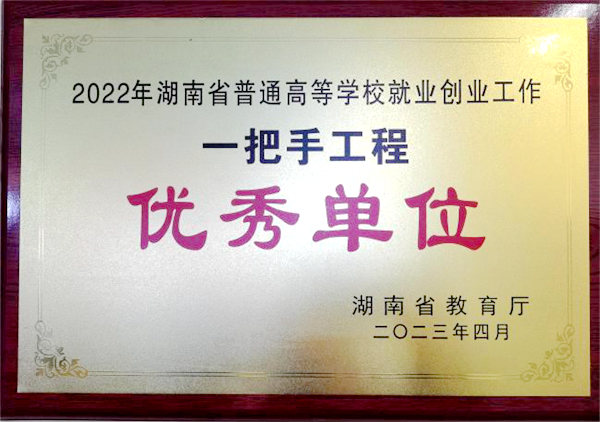 2022年湖南省普通高等学校就业创业工作
一把手工程
优秀单位
湖南省教育厅
二〇二三年四月